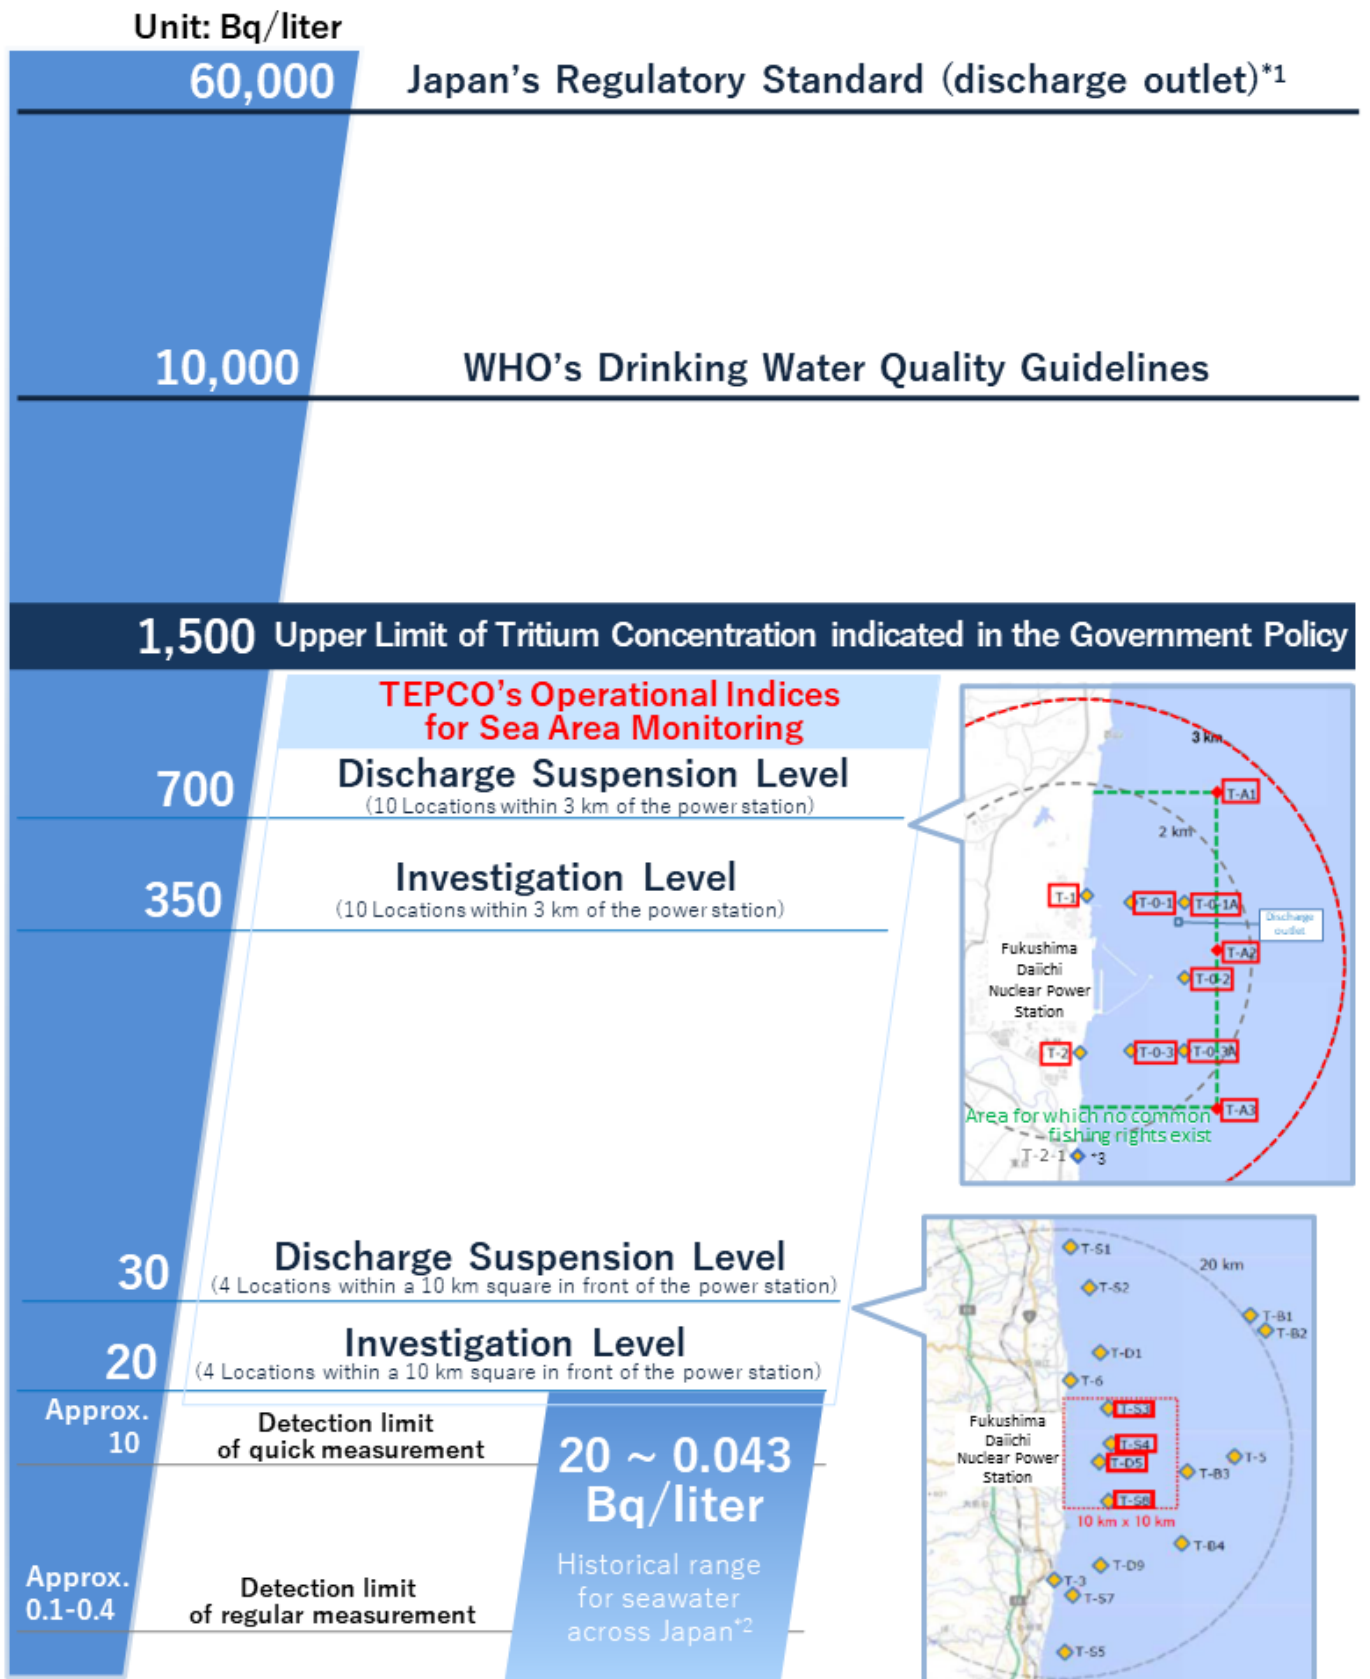 Unit: Bq/liter
60,000 Japan's Regulatory Standard (discharge outlet)*1
10,000 WHO's Drinking Water Quality Guidelines
1,500 Upper Limit of Tritium Concentration indicated in the Government Policy
TEPCO's Operational Indices
for Sea Area Monitoring
700 Discharge Suspension Level
(10 Locations within 3 km of the power station)
350 Investigation Level
(10 Locations within 3 km of the power station)
30 Discharge Suspension Level
(4 Locations within a 10 km square in front of the power station)
20 Investigation Level
(4 Locations within a 10 km square in front of the power station)
Approx.
10
Detection limit
of quick measurement
20 ~ 0.043
Bq/liter
Historical range
for seawater
across Japan*2
Approx.
0.1-0.4
Detection limit
of regular measurement
3 km
T-A1
2 km
T-1
T-0-1
T-0-1A
Discharge
outlet
T-A2
Fukushima
Daiichi
Nuclear Power
Station
T-0-2
T-2
T-0-3
T-0-3A
T-A3
Area for which no common
fishing rights exist
T-2-1 *3
T-S1
20 km
T-S2
T-B1
T-B2
T-D1
T-6
T-S3
Fukushima
Daiichi
Nuclear Power
Station
T-S4
T-D5
T-5
T-B3
T-S8
10 km x 10 km
T-B4
T-D9
T-3
T-S7
T-S5